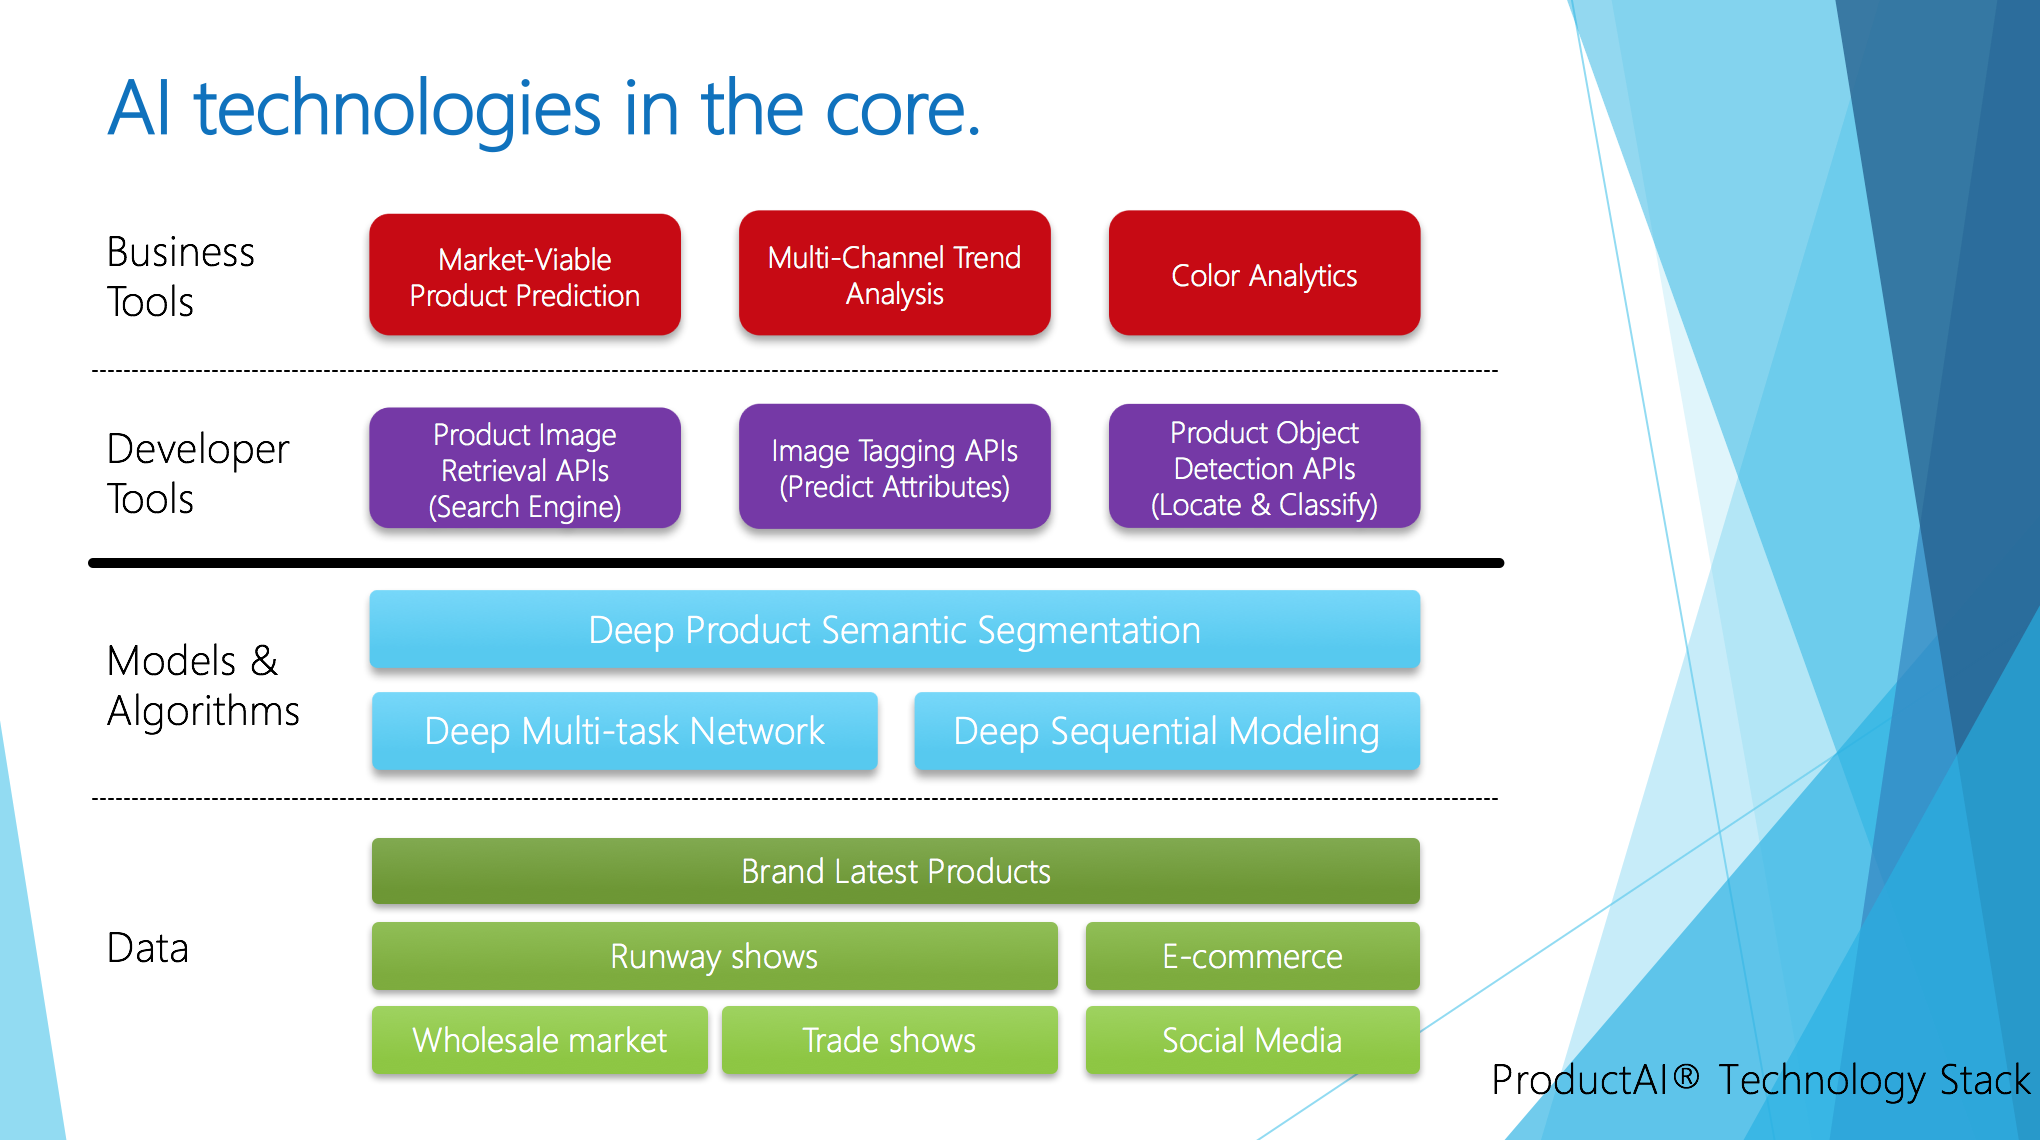 AI technologies in the core.
Business
Tools
Market-Viable
Product Prediction
Multi-Channel Trend
Analysis
Color Analytics
Developer
Tools
Product Image
Retrieval APIs
(Search Engine)
Image Tagging APIs
(Predict Attributes)
Product Object
Detection APIs
(Locate & Classify)
Models &
Algorithms
Deep Product Semantic Segmentation
Deep Multi-task Network
Deep Sequential Modeling
Data
Brand Latest Products
Runway shows
E-commerce
Wholesale market
Trade shows
Social Media
ProductAI® Technology Stack